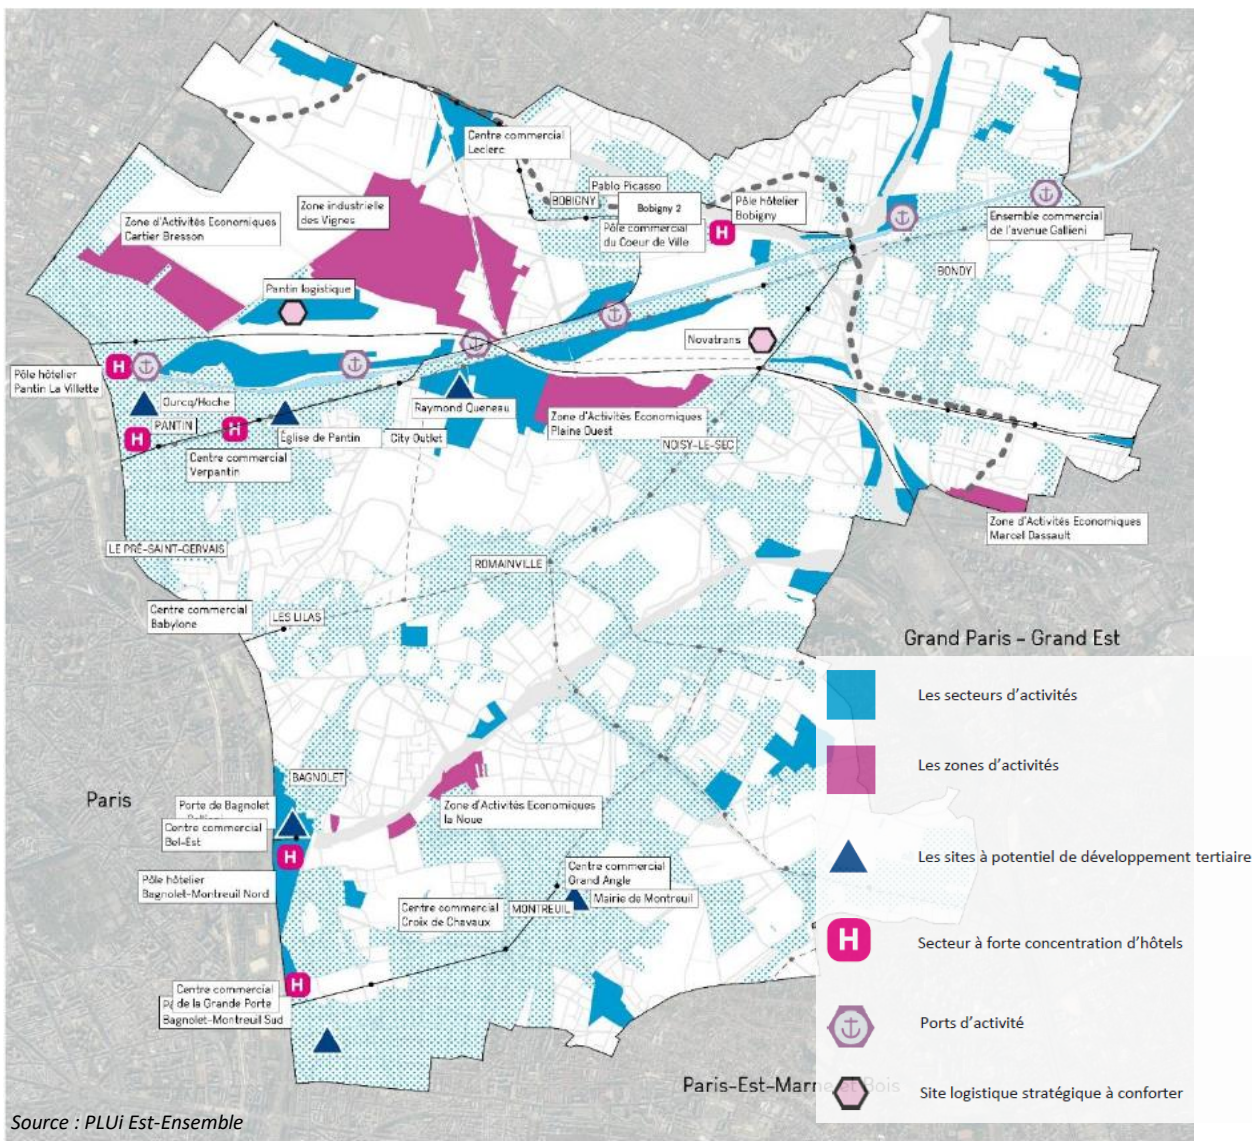 Centre commercial
Leclerc
Pablo Picasso
BOBIGNY
Bobigny 2
Pôle hôtelier
Bobigny
Pôle commercial
du Coeur de Ville
Zone industrielle
des Vignes
Zone d'Activités Economiques
Cartier Bresson
Ensemble commercial
de l'avenue Gallieni
BONDY
Pantin logistique
Novatrans
Pôle hôtelier
Pantin La Villette
Ourcq/Hoche
PANTIN
Raymond Queneau
Église de Pantin
City Outlet
Zone d'Activités Economiques
Plaine Ouest
NOISY-LE-SEC
Centre commercial
Verpantin
Zone d'Activités Economiques
Marcel Dassault
LE PRÉ-SAINT-GERVAIS
ROMAINVILLE
Centre commercial
Babylone
LES LILAS
Grand Paris - Grand Est
BAGNOLET
Paris
Porte de Bagnolet
Centre commercial
Bel-Est
Zone d'Activités Economiques
la Noue
Pôle hôtelier
Bagnolet-Montreuil Nord
Centre commercial
Grand Angle
Mairie de Montreuil
MONTREUIL
Centre commercial
Croix de Chavaux
Centre commercial
de la Grande Porte
Bagnolet-Montreuil Sud
Paris-Est-Marne et Bois
Les secteurs d'activités
Les zones d'activités
Les sites à potentiel de développement tertiaire
H
Secteur à forte concentration d'hôtels
Ports d'activité
Site logistique stratégique à conforter
Source : PLUi Est-Ensemble